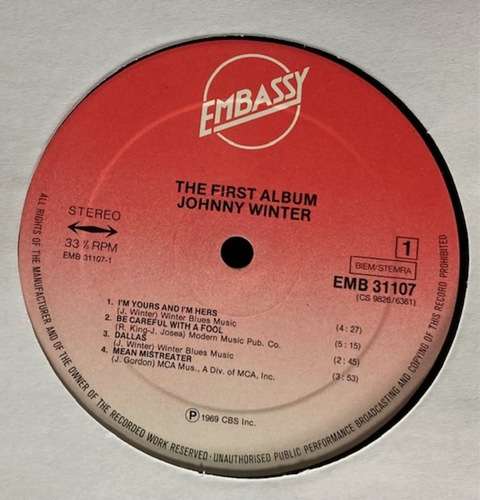 EMBASSY
THE FIRST ALBUM
JOHNNY WINTER
STEREO
33 ⅓ RPM
EMB 31107-1
1
BIEM/STEMRA
EMB 31107
(CS 9826/6361)
1. I'M YOURS AND I'M HERS
(J. Winter) Winter Blues Music (4 : 27)
2. BE CAREFUL WITH A FOOL
(R. King-J. Josea) Modern Music Pub. Co. (5 : 15)
3. DALLAS
(J. Winter) Winter Blues Music (2 : 45)
4. MEAN MISTREATER
(J. Gordon) MCA Mus., A Div. of MCA, Inc. (3 : 53)
Ⓟ 1969 CBS Inc.
ALL RIGHTS OF THE MANUFACTURER AND OF THE OWNER OF THE RECORDED WORK RESERVED · UNAUTHORISED PUBLIC PERFORMANCE BROADCASTING AND COPYING OF THIS RECORD PROHIBITED